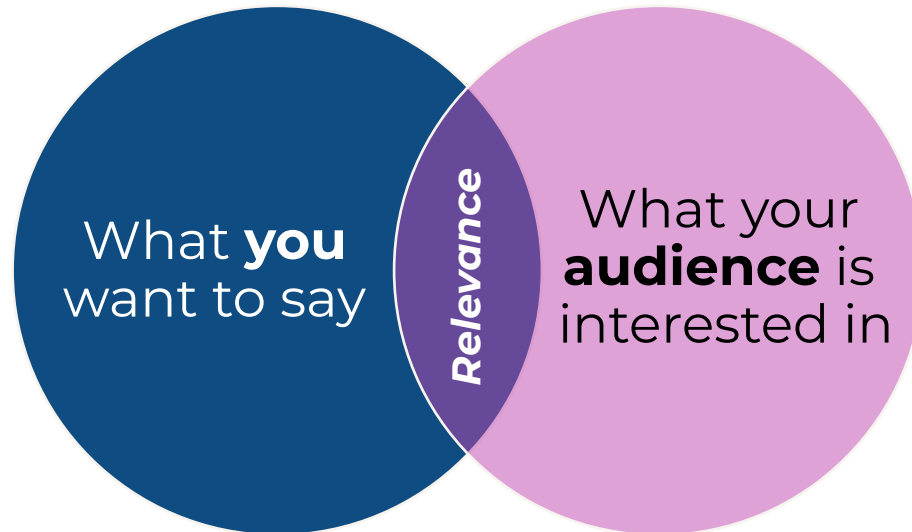 What you
want to say
Relevance
What your
audience is
interested in